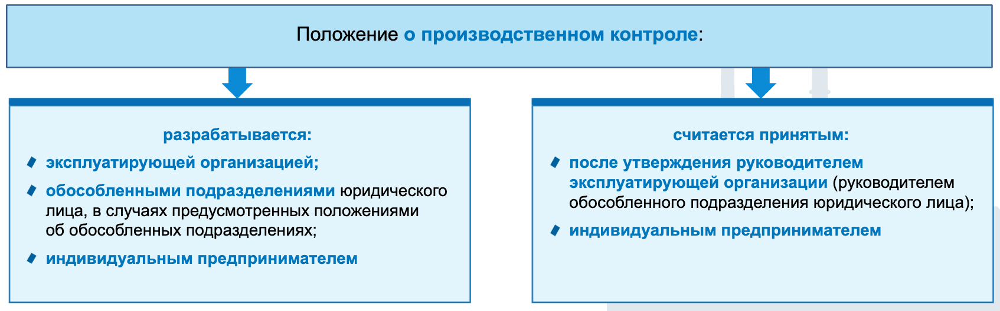 Положение о производственном контроле:
разрабатывается:
эксплуатирующей организацией;
обособленными подразделениями юридического
лица, в случаях предусмотренных положениями
об обособленных подразделениях;
индивидуальным предпринимателем
считается принятым:
после утверждения руководителем
эксплуатирующей организации (руководителем
обособленного подразделения юридического лица);
индивидуальным предпринимателем